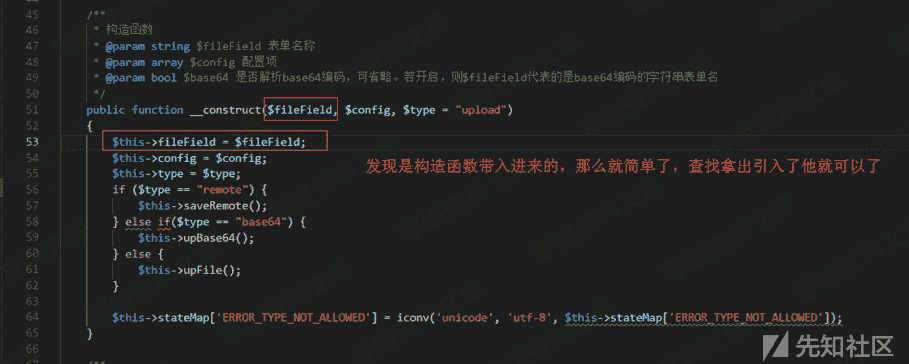 45 /**
46 * 构造函数
47 * @param string $fileField 表单名称
48 * @param array $config 配置项
49 * @param bool $base64 是否解析base64编码，可省略。若开启，则$fileField代表的是base64编码的字符串表单名
50 */
51 public function __construct($fileField, $config, $type = "upload")
52 {
53 $this->fileField = $fileField;
54 $this->config = $config;
55 $this->type = $type;
发现是构造函数带入进来的，那么就简单了，查找拿出引入了他就可以了
56 if ($type == "remote") {
57 $this->saveRemote();
58 } else if($type == "base64") {
59 $this->upBase64();
60 } else {
61 $this->upFile();
62 }
63
64 $this->stateMap['ERROR_TYPE_NOT_ALLOWED'] = iconv('unicode', 'utf-8', $this->stateMap['ERROR_TYPE_NOT_ALLOWED']);
65 }
66
先知社区